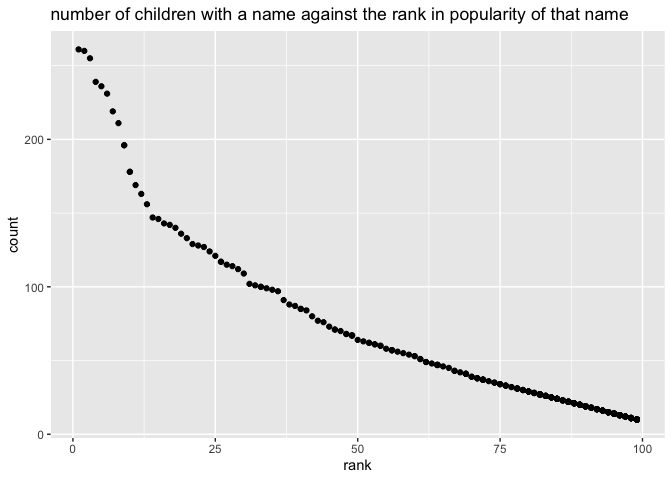 number of children with a name against the rank in popularity of that name
200
100
0
count
0 25 50 75 100
rank